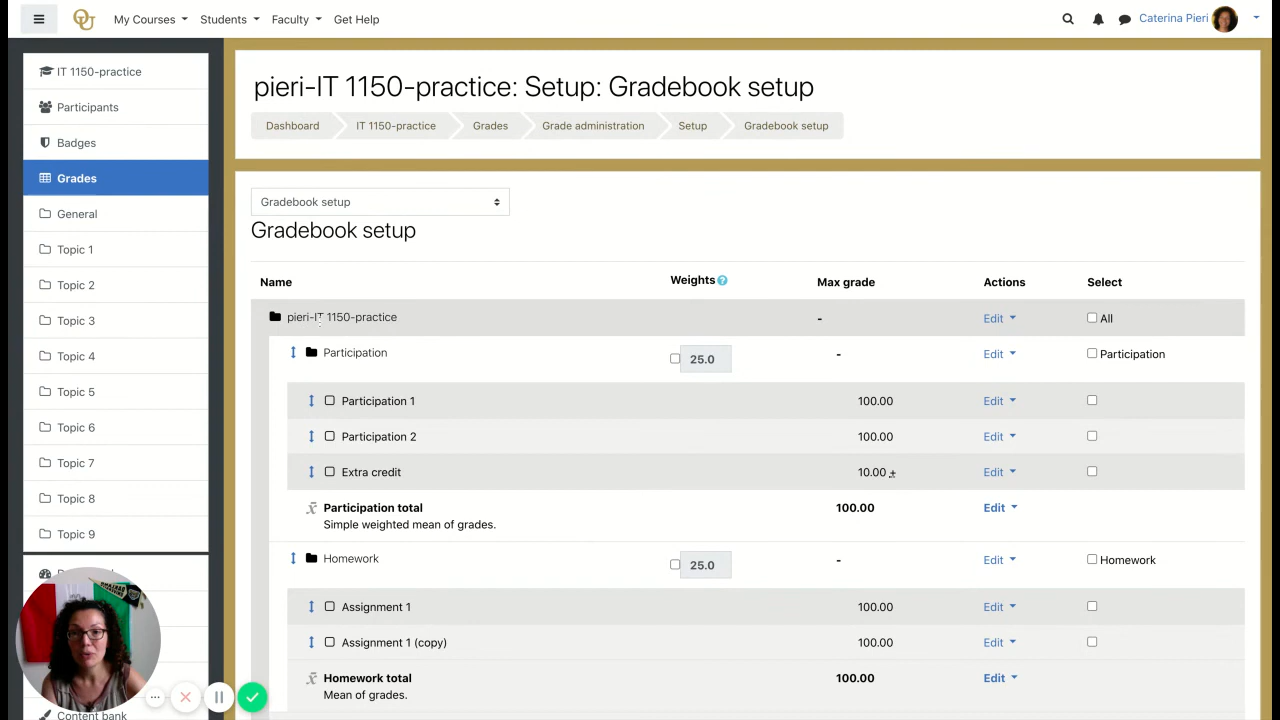 My Courses Students Faculty Get Help Caterina Pieri
IT 1150-practice
Participants
Badges
Grades
General
Topic 1
Topic 2
Topic 3
Topic 4
Topic 5
Topic 6
Topic 7
Topic 8
Topic 9
Content bank
pieri-IT 1150-practice: Setup: Gradebook setup
Dashboard IT 1150-practice Grades Grade administration Setup Gradebook setup
Gradebook setup
Gradebook setup
Name Weights Max grade Actions Select
pieri-IT 1150-practice - Edit All
Participation 25.0 - Edit Participation
Participation 1 100.00 Edit
Participation 2 100.00 Edit
Extra credit 10.00 + Edit
Participation total 100.00 Edit
Simple weighted mean of grades.
Homework 25.0 - Edit Homework
Assignment 1 100.00 Edit
Assignment 1 (copy) 100.00 Edit
Homework total 100.00 Edit
Mean of grades.